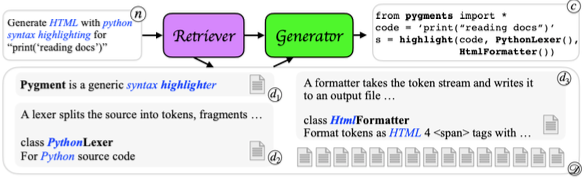 Generate HTML with python
syntax highlighting for
“print('reading docs')”
n
Retriever
Generator
c
from pygments import *
code = 'print("reading docs")'
s = highlight(code, PythonLexer(),
HtmlFormatter())
Pygment is a generic syntax highlighter
d1
A lexer splits the source into tokens, fragments …
class PythonLexer
For Python source code
d2
A formatter takes the token stream and writes it
to an output file …
d3
class HtmlFormatter
Format tokens as HTML 4 <span> tags with …
D